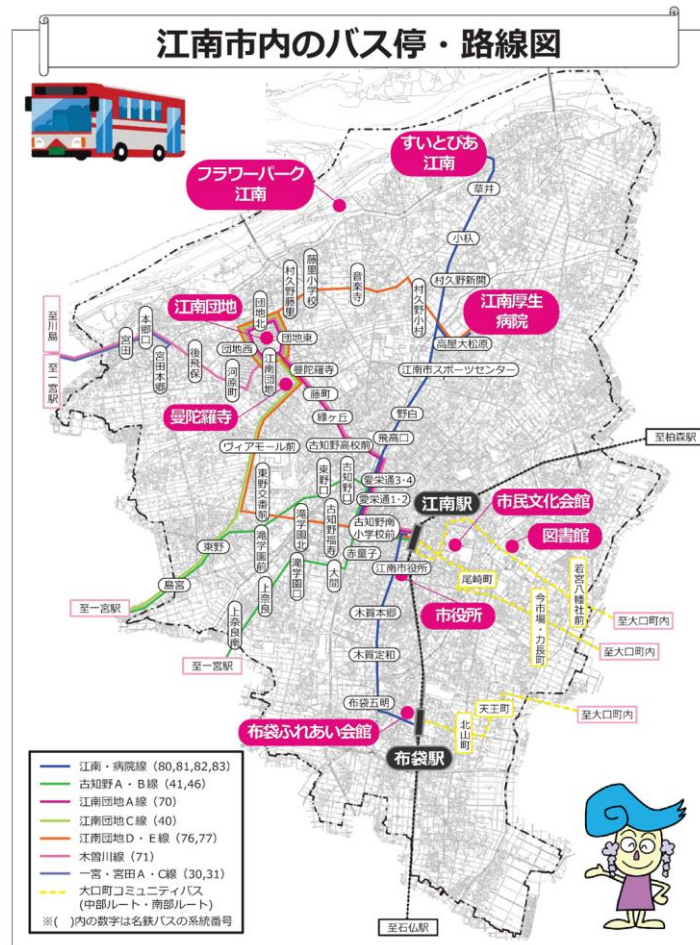 江南市内のバス停・路線図
すいとぴあ
江南
フラワーパーク
江南
草井
小杁
村久野新開
藤里小学校
村久野藤里
音楽寺
村久野小村
江南厚生
病院
高屋大松原
江南団地
団地北
団地東
団地西
江南団地
曼陀羅寺
曼陀羅寺
至川島
至一宮駅
宮田
本郷口
宮田本郷
後飛保
河原町
江南市スポーツセンター
藤町
緑ヶ丘
野白
飛高口
古知野高校前
ヴィアモール前
至柏森駅
東野交番前
東野口
古知野口
愛栄通3・4
愛栄通1・2
江南駅
市民文化会館
図書館
古知野南
小学校前
滝学園前
滝学園北
古知野福寿
赤童子
東野
滝学園口
大間
江南市役所
尾崎町
市役所
若宮八幡社前
今市場・力長町
島宮
上奈良
上奈良南
至一宮駅
至一宮駅
木賀本郷
木賀定和
至大口町内
至大口町内
至大口町内
布袋五明
布袋ふれあい会館
布袋駅
北山町
天王町
江南・病院線（80,81,82,83）
古知野A・B線（41,46）
江南団地A線（70）
江南団地C線（40）
江南団地D・E線（76,77）
木曽川線（71）
一宮・宮田A・C線（30,31）
大口町コミュニティバス
（中部ルート・南部ルート）
※(　)内の数字は名鉄バスの系統番号
至石仏駅